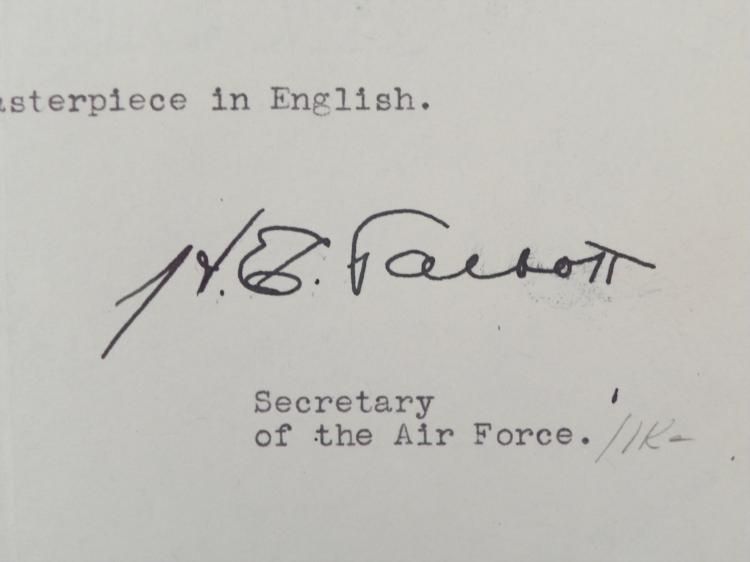 asterpiece in English.
H. E. Talbott
Secretary
of the Air Force.